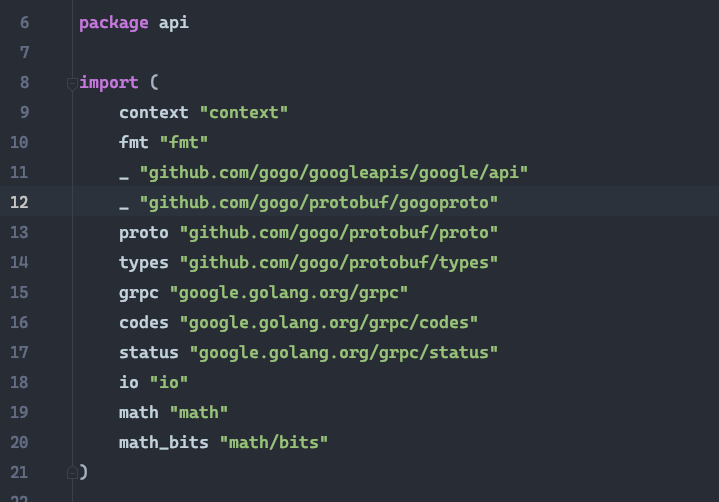 6 package api
7
8 import (
9 context "context"
10 fmt "fmt"
11 _ "github.com/gogo/googleapis/google/api"
12 _ "github.com/gogo/protobuf/gogoproto"
13 proto "github.com/gogo/protobuf/proto"
14 types "github.com/gogo/protobuf/types"
15 grpc "google.golang.org/grpc"
16 codes "google.golang.org/grpc/codes"
17 status "google.golang.org/grpc/status"
18 io "io"
19 math "math"
20 math_bits "math/bits"
21 )
22